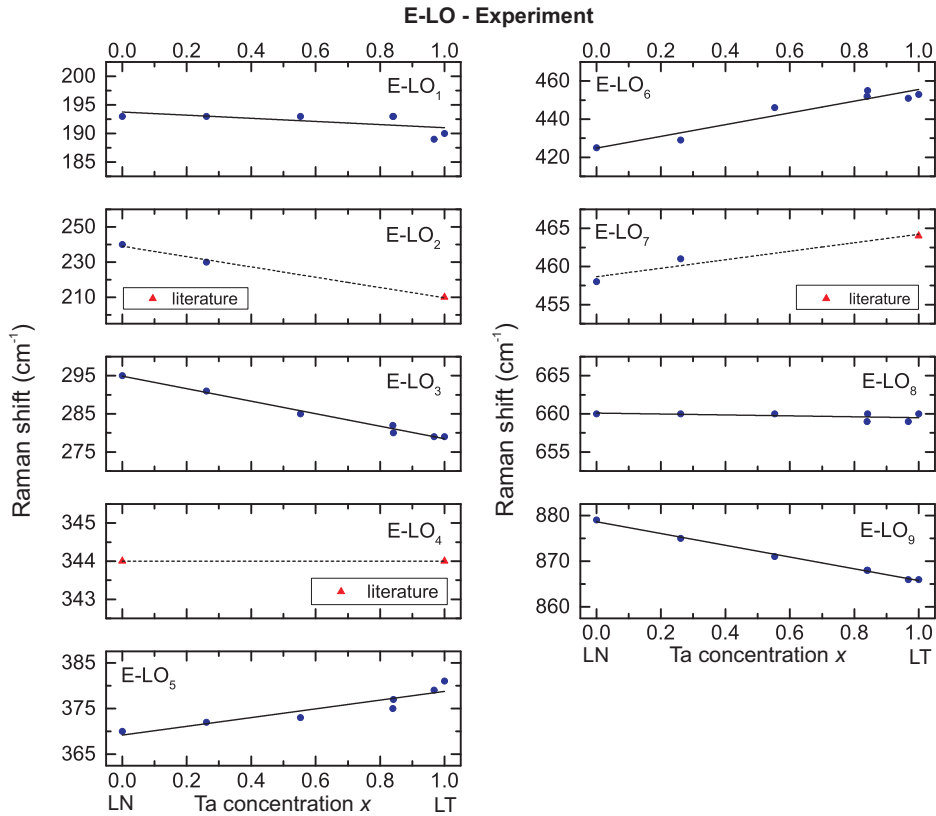 E-LO - Experiment
0.0 0.2 0.4 0.6 0.8 1.0
200
195
190
185
E-LO₁
250
230
210
E-LO₂
literature
295
285
275
E-LO₃
345
344
343
E-LO₄
literature
385
375
365
E-LO₅
0.0 0.2 0.4 0.6 0.8 1.0
LN Ta concentration x LT
Raman shift (cm⁻¹)
0.0 0.2 0.4 0.6 0.8 1.0
460
440
420
E-LO₆
465
460
455
E-LO₇
literature
665
660
655
E-LO₈
880
870
860
E-LO₉
0.0 0.2 0.4 0.6 0.8 1.0
LN Ta concentration x LT
Raman shift (cm⁻¹)